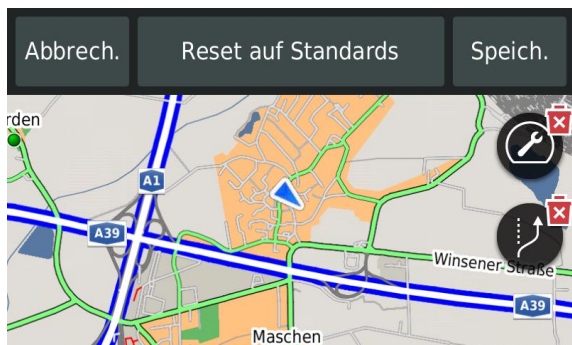 Abbrech.
Reset auf Standards
Speich.
rden
A1
A39
Winsener Straße
A39
Maschen